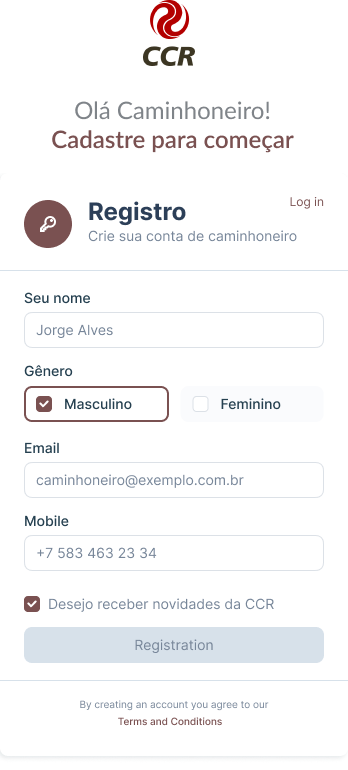 CCR
Olá Caminhoneiro!
Cadastre para começar
Registro
Log in
Crie sua conta de caminhoneiro
Seu nome
Jorge Alves
Gênero
Masculino
Feminino
Email
caminhoneiro@exemplo.com.br
Mobile
+7 583 463 23 34
Desejo receber novidades da CCR
Registration
By creating an account you agree to our
Terms and Conditions